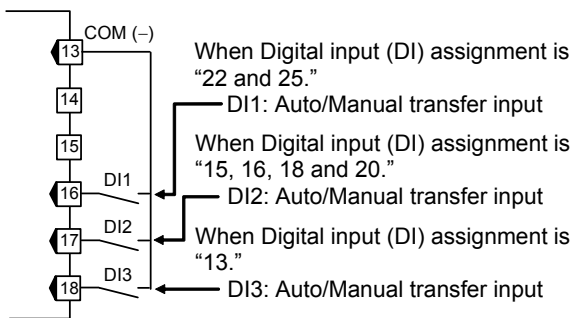 COM (−)
13
When Digital input (DI) assignment is
“22 and 25.”
14
DI1: Auto/Manual transfer input
15
When Digital input (DI) assignment is
“15, 16, 18 and 20.”
16
DI1
DI2: Auto/Manual transfer input
17
DI2
When Digital input (DI) assignment is
“13.”
18
DI3
DI3: Auto/Manual transfer input